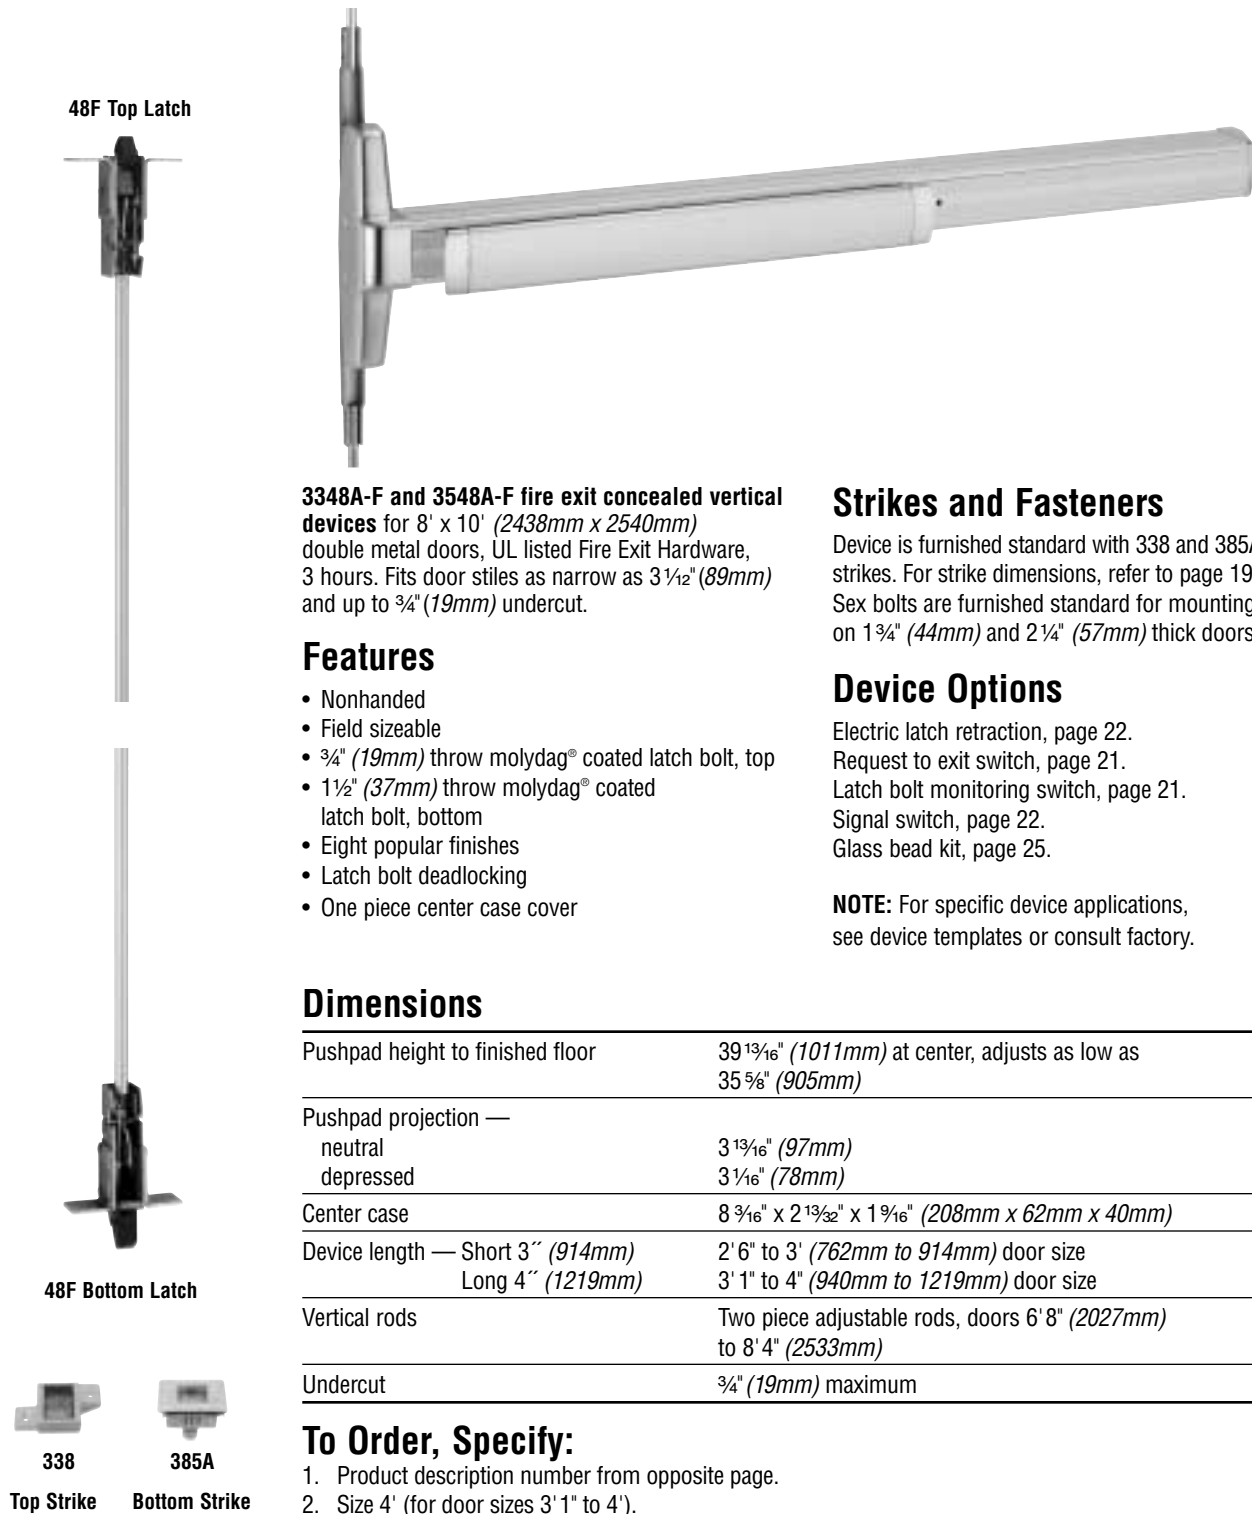 48F Top Latch
3348A-F and 3548A-F fire exit concealed vertical
devices for 8' x 10' (2438mm x 2540mm)
double metal doors, UL listed Fire Exit Hardware,
3 hours. Fits door stiles as narrow as 3 1⁄12" (89mm)
and up to 3⁄4" (19mm) undercut.
Features
• Nonhanded
• Field sizeable
• 3⁄4" (19mm) throw molydag® coated latch bolt, top
• 1 1⁄2" (37mm) throw molydag® coated
latch bolt, bottom
• Eight popular finishes
• Latch bolt deadlocking
• One piece center case cover
Strikes and Fasteners
Device is furnished standard with 338 and 385A
strikes. For strike dimensions, refer to page 19
Sex bolts are furnished standard for mounting
on 1 3⁄4" (44mm) and 2 1⁄4" (57mm) thick doors
Device Options
Electric latch retraction, page 22.
Request to exit switch, page 21.
Latch bolt monitoring switch, page 21.
Signal switch, page 22.
Glass bead kit, page 25.
NOTE: For specific device applications,
see device templates or consult factory.
Dimensions
Pushpad height to finished floor 39 13⁄16" (1011mm) at center, adjusts as low as
35 5⁄8" (905mm)
Pushpad projection —
neutral 3 13⁄16" (97mm)
depressed 3 1⁄16" (78mm)
Center case 8 3⁄16" x 2 13⁄32" x 1 9⁄16" (208mm x 62mm x 40mm)
Device length — Short 3´´ (914mm) 2' 6" to 3' (762mm to 914mm) door size
Long 4´´ (1219mm) 3' 1" to 4" (940mm to 1219mm) door size
Vertical rods Two piece adjustable rods, doors 6' 8" (2027mm)
to 8' 4" (2533mm)
Undercut 3⁄4" (19mm) maximum
48F Bottom Latch
338
Top Strike
385A
Bottom Strike
To Order, Specify:
1. Product description number from opposite page.
2. Size 4' (for door sizes 3' 1" to 4').